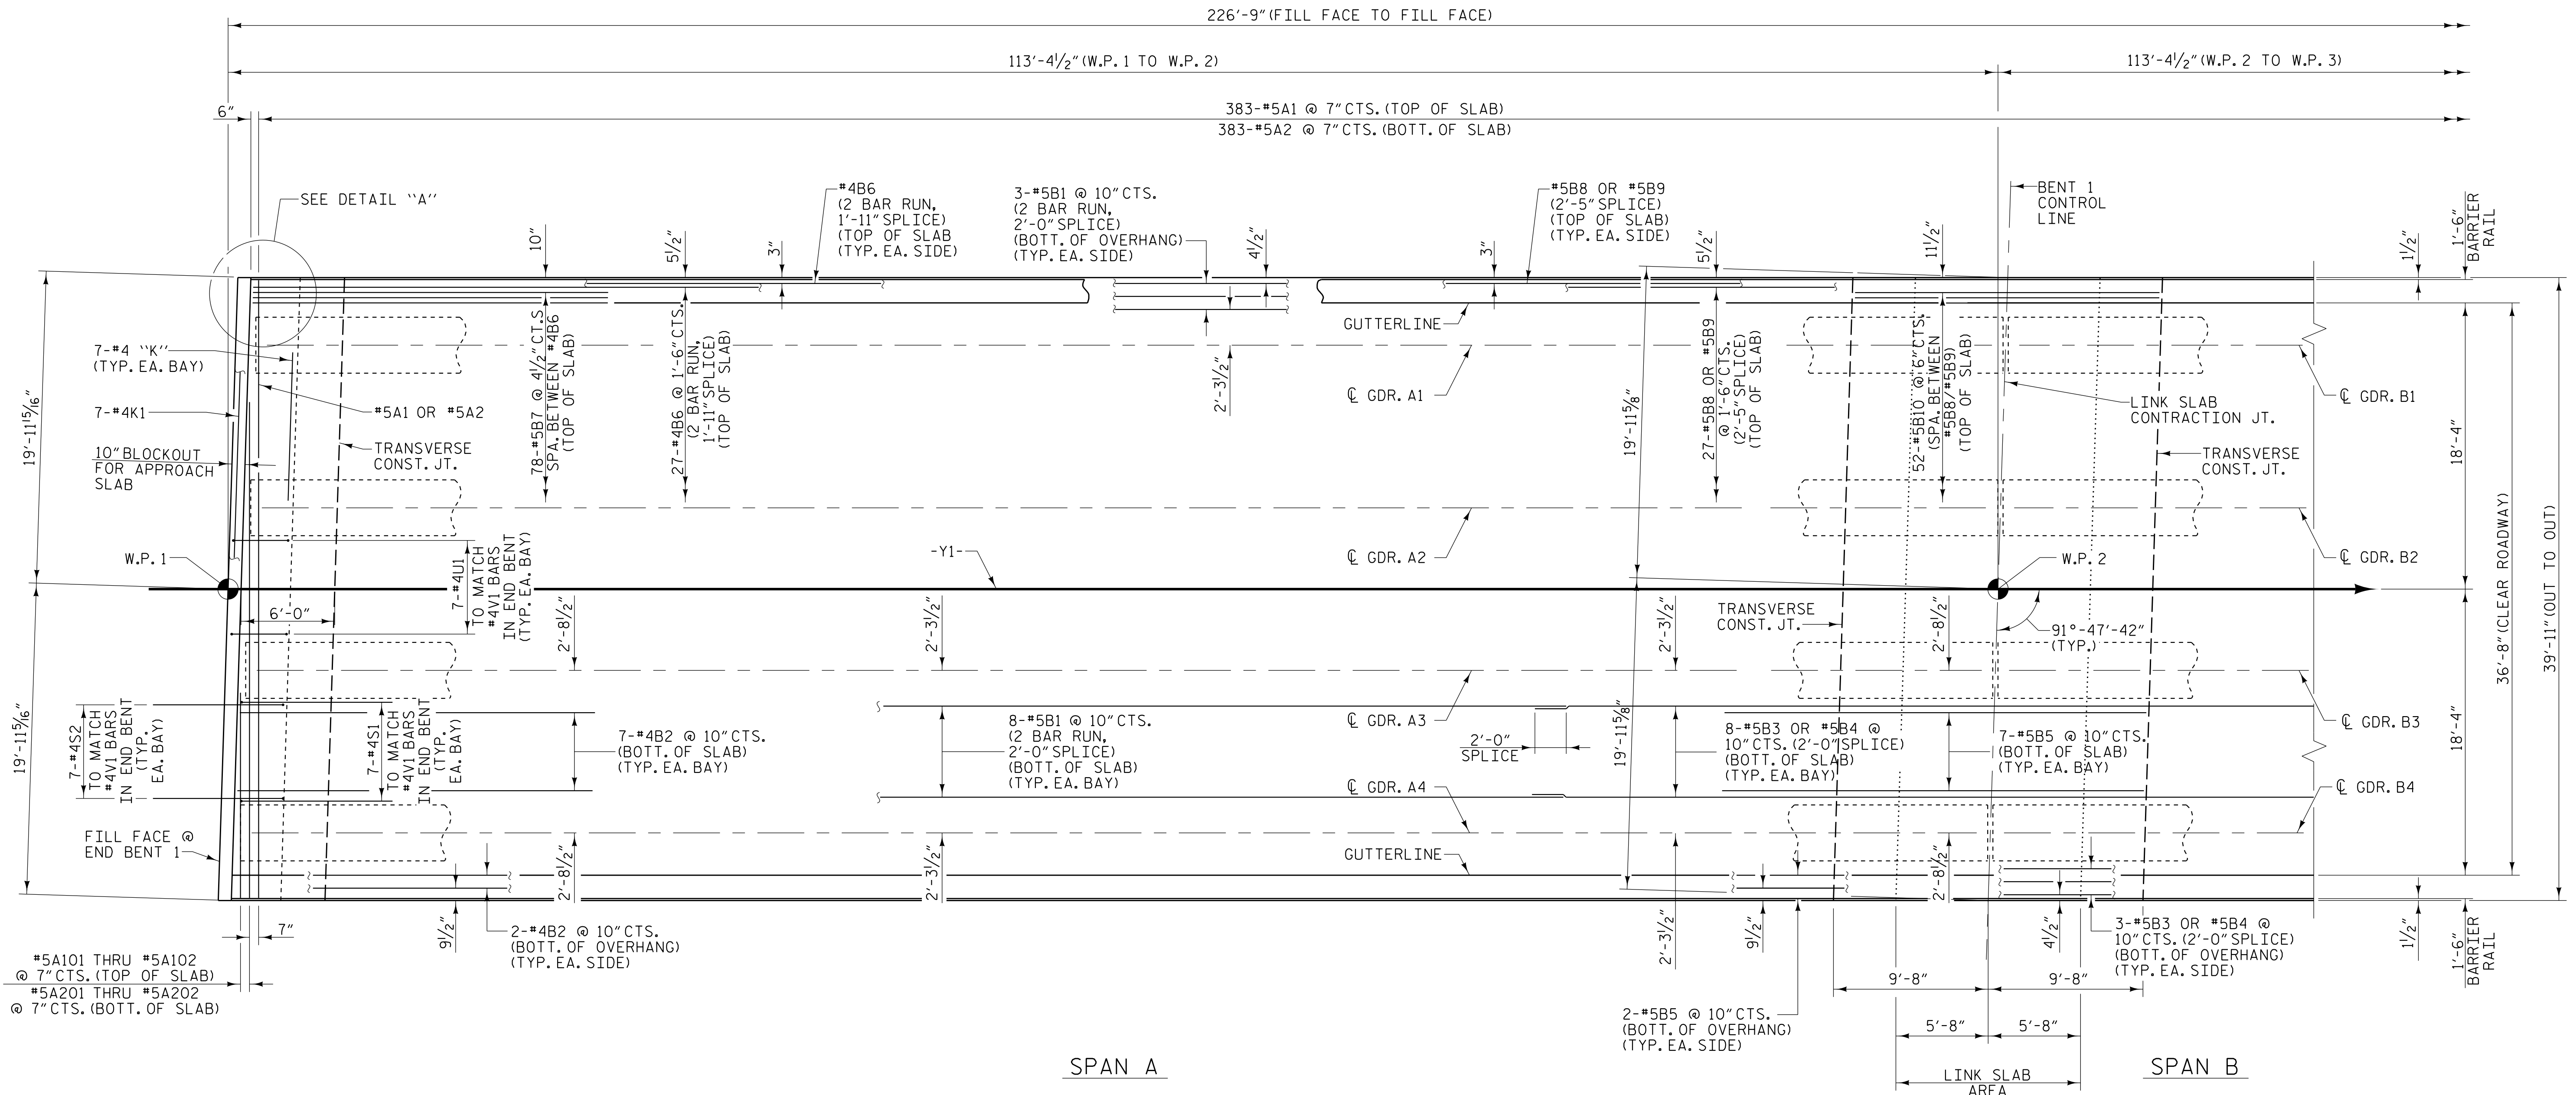 226'-9" (FILL FACE TO FILL FACE)
113'-4½" (W.P. 1 TO W.P. 2)
113'-4½" (W.P. 2 TO W.P. 3)
6"
383-#5A1 @ 7" CTS. (TOP OF SLAB)
383-#5A2 @ 7" CTS. (BOTT. OF SLAB)
SEE DETAIL "A"
#4B6
(2 BAR RUN,
1'-11" SPLICE)
(TOP OF SLAB
(TYP. EA. SIDE)
3-#5B1 @ 10" CTS.
(2 BAR RUN,
2'-0" SPLICE)
(BOTT. OF OVERHANG)
(TYP. EA. SIDE)
#5B8 OR #5B9
(2'-5" SPLICE)
(TOP OF SLAB)
(TYP. EA. SIDE)
BENT 1
CONTROL
LINE
10"
5½"
3"
4½"
3"
5½"
11½"
1½"
1'-6"
BARRIER
RAIL
19'-11 15/16"
7-#4 "K"
(TYP. EA. BAY)
7-#4K1
10" BLOCKOUT
FOR APPROACH
SLAB
#5A1 OR #5A2
TRANSVERSE
CONST. JT.
78-#5B7 @ 4½" CT.S.
SPA. BETWEEN #4B6
(TOP OF SLAB)
27-#4B6 @ 1'-6" CTS.
(2 BAR RUN,
1'-11" SPLICE)
(TOP OF SLAB)
2'-3½"
GUTTERLINE
℄ GDR. A1
19'-11⅝"
27-#5B8 OR #5B9
@ 1'-6" CTS.
(2'-5" SPLICE)
(TOP OF SLAB)
52-#5B10 @ 6" CTS.
(SPA. BETWEEN
#5B8/#5B9)
(TOP OF SLAB)
℄ GDR. B1
LINK SLAB
CONTRACTION JT.
TRANSVERSE
CONST. JT.
18'-4"
36'-8" (CLEAR ROADWAY)
39'-11" (OUT TO OUT)
W.P. 1
-Y1-
℄ GDR. A2
W.P. 2
℄ GDR. B2
7-#4U1
TO MATCH
#4V1 BARS
IN END BENT
(TYP. EA. BAY)
6'-0"
2'-8½"
2'-3½"
TRANSVERSE
CONST. JT.
2'-3½"
2'-8½"
91°-47'-42"
(TYP.)
19'-11 15/16"
7-#4S2
TO MATCH
#4V1 BARS
IN END BENT
(TYP.
EA. BAY)
7-#4S1
TO MATCH
#4V1 BARS
IN END BENT
(TYP.
EA. BAY)
7-#4B2 @ 10" CTS.
(BOTT. OF SLAB)
(TYP. EA. BAY)
8-#5B1 @ 10" CTS.
(2 BAR RUN,
2'-0" SPLICE)
(BOTT. OF SLAB)
(TYP. EA. BAY)
℄ GDR. A3
2'-0"
SPLICE
19'-11⅝"
8-#5B3 OR #5B4 @
10" CTS. (2'-0" SPLICE)
(BOTT. OF SLAB)
(TYP. EA. BAY)
7-#5B5 @ 10" CTS.
(BOTT. OF SLAB)
(TYP. EA. BAY)
℄ GDR. B3
18'-4"
℄ GDR. A4
℄ GDR. B4
FILL FACE @
END BENT 1
GUTTERLINE
2'-8½"
2'-3½"
2'-3½"
2'-8½"
7"
9½"
2-#4B2 @ 10" CTS.
(BOTT. OF OVERHANG)
(TYP. EA. SIDE)
9½"
4½"
3-#5B3 OR #5B4 @
10" CTS. (2'-0" SPLICE)
(BOTT. OF OVERHANG)
(TYP. EA. SIDE)
1½"
1'-6"
BARRIER
RAIL
#5A101 THRU #5A102
@ 7" CTS. (TOP OF SLAB)
#5A201 THRU #5A202
@ 7" CTS. (BOTT. OF SLAB)
9'-8"
9'-8"
2-#5B5 @ 10" CTS.
(BOTT. OF OVERHANG)
(TYP. EA. SIDE)
5'-8"
5'-8"
LINK SLAB
AREA
SPAN A
SPAN B